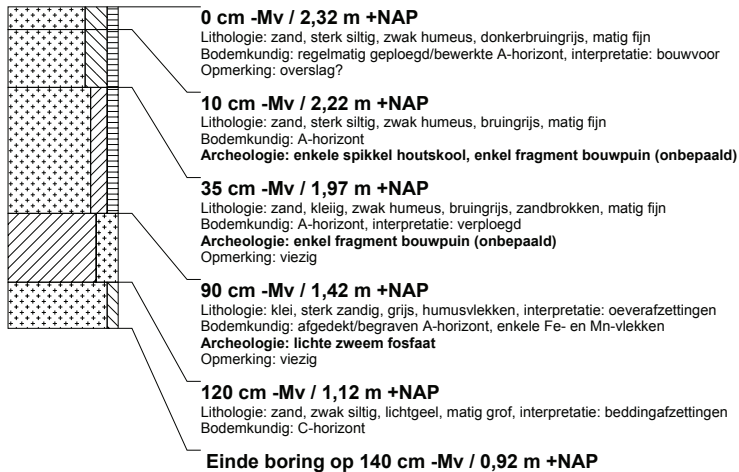 0 cm -Mv / 2,32 m +NAP
Lithologie: zand, sterk siltig, zwak humeus, donkerbruingrijs, matig fijn
Bodemkundig: regelmatig geploegd/bewerkte A-horizont, interpretatie: bouwvoor
Opmerking: overslag?
10 cm -Mv / 2,22 m +NAP
Lithologie: zand, sterk siltig, zwak humeus, bruingrijs, matig fijn
Bodemkundig: A-horizont
Archeologie: enkele spikkel houtskool, enkel fragment bouwpuin (onbepaald)
35 cm -Mv / 1,97 m +NAP
Lithologie: zand, kleiig, zwak humeus, bruingrijs, zandbrokken, matig fijn
Bodemkundig: A-horizont, interpretatie: verploegd
Archeologie: enkel fragment bouwpuin (onbepaald)
Opmerking: viezig
90 cm -Mv / 1,42 m +NAP
Lithologie: klei, sterk zandig, grijs, humusvlekken, interpretatie: oeverafzettingen
Bodemkundig: afgedekt/begraven A-horizont, enkele Fe- en Mn-vlekken
Archeologie: lichte zweem fosfaat
Opmerking: viezig
120 cm -Mv / 1,12 m +NAP
Lithologie: zand, zwak siltig, lichtgeel, matig grof, interpretatie: beddingafzettingen
Bodemkundig: C-horizont
Einde boring op 140 cm -Mv / 0,92 m +NAP